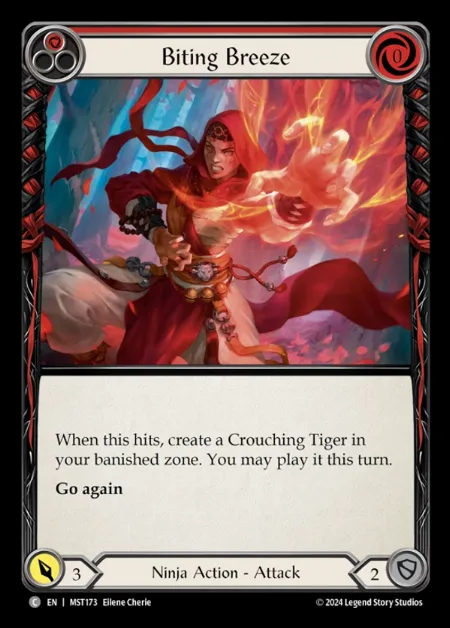 Biting Breeze
0
When this hits, create a Crouching Tiger in
your banished zone. You may play it this turn.
Go again
3
Ninja Action - Attack
2
C EN | MST173 Eilene Cherie
© 2024 Legend Story Studios